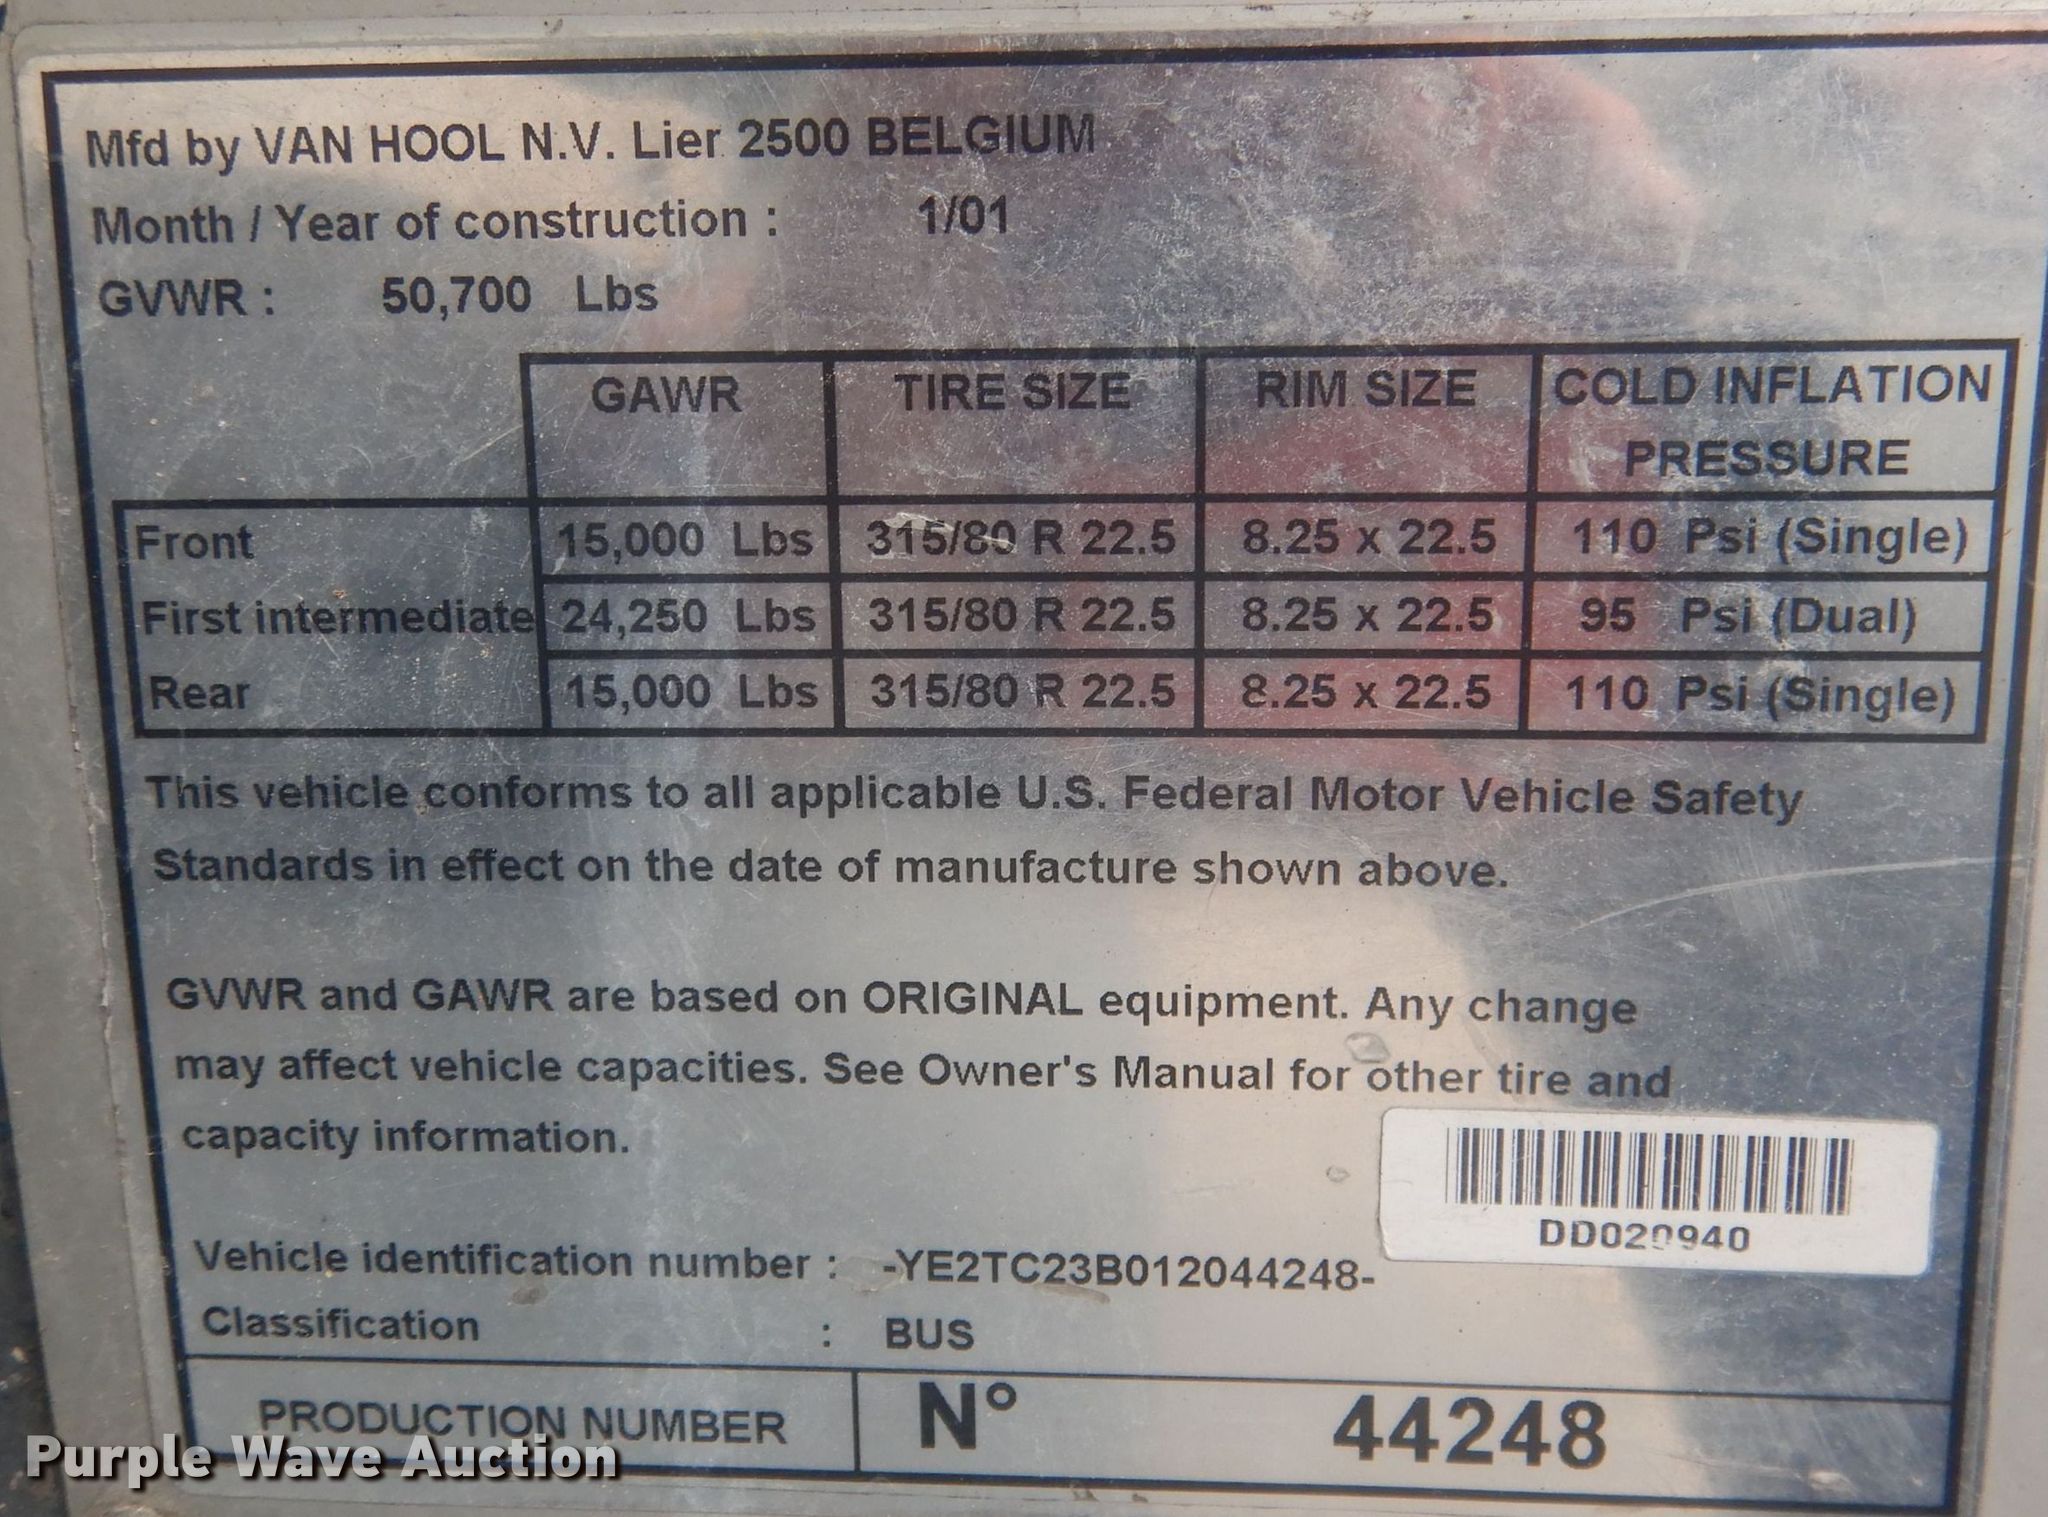 Mfd by VAN HOOL N.V. Lier 2500 BELGIUM
Month / Year of construction : 1/01
GVWR : 50,700 Lbs
GAWR TIRE SIZE RIM SIZE COLD INFLATION PRESSURE
Front 15,000 Lbs 315/80 R 22.5 8.25 x 22.5 110 Psi (Single)
First intermediate 24,250 Lbs 315/80 R 22.5 8.25 x 22.5 95 Psi (Dual)
Rear 15,000 Lbs 315/80 R 22.5 8.25 x 22.5 110 Psi (Single)
This vehicle conforms to all applicable U.S. Federal Motor Vehicle Safety
Standards in effect on the date of manufacture shown above.
GVWR and GAWR are based on ORIGINAL equipment. Any change
may affect vehicle capacities. See Owner's Manual for other tire and
capacity information.
DD020940
Vehicle identification number : -YE2TC23B012044248-
Classification : BUS
PRODUCTION NUMBER N° 44248
Purple Wave Auction